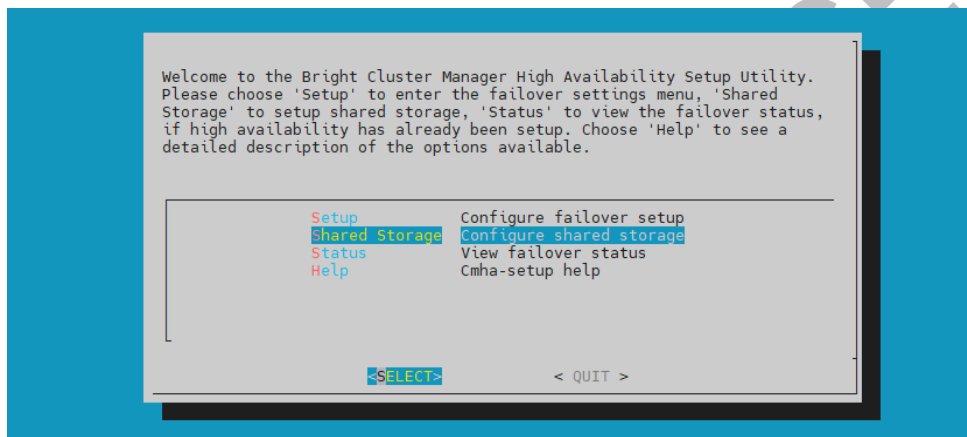 Welcome to the Bright Cluster Manager High Availability Setup Utility.
Please choose 'Setup' to enter the failover settings menu, 'Shared
Storage' to setup shared storage, 'Status' to view the failover status,
if high availability has already been setup. Choose 'Help' to see a
detailed description of the options available.
Setup Configure failover setup
Shared Storage Configure shared storage
Status View failover status
Help Cmha-setup help
<SELECT> < QUIT >